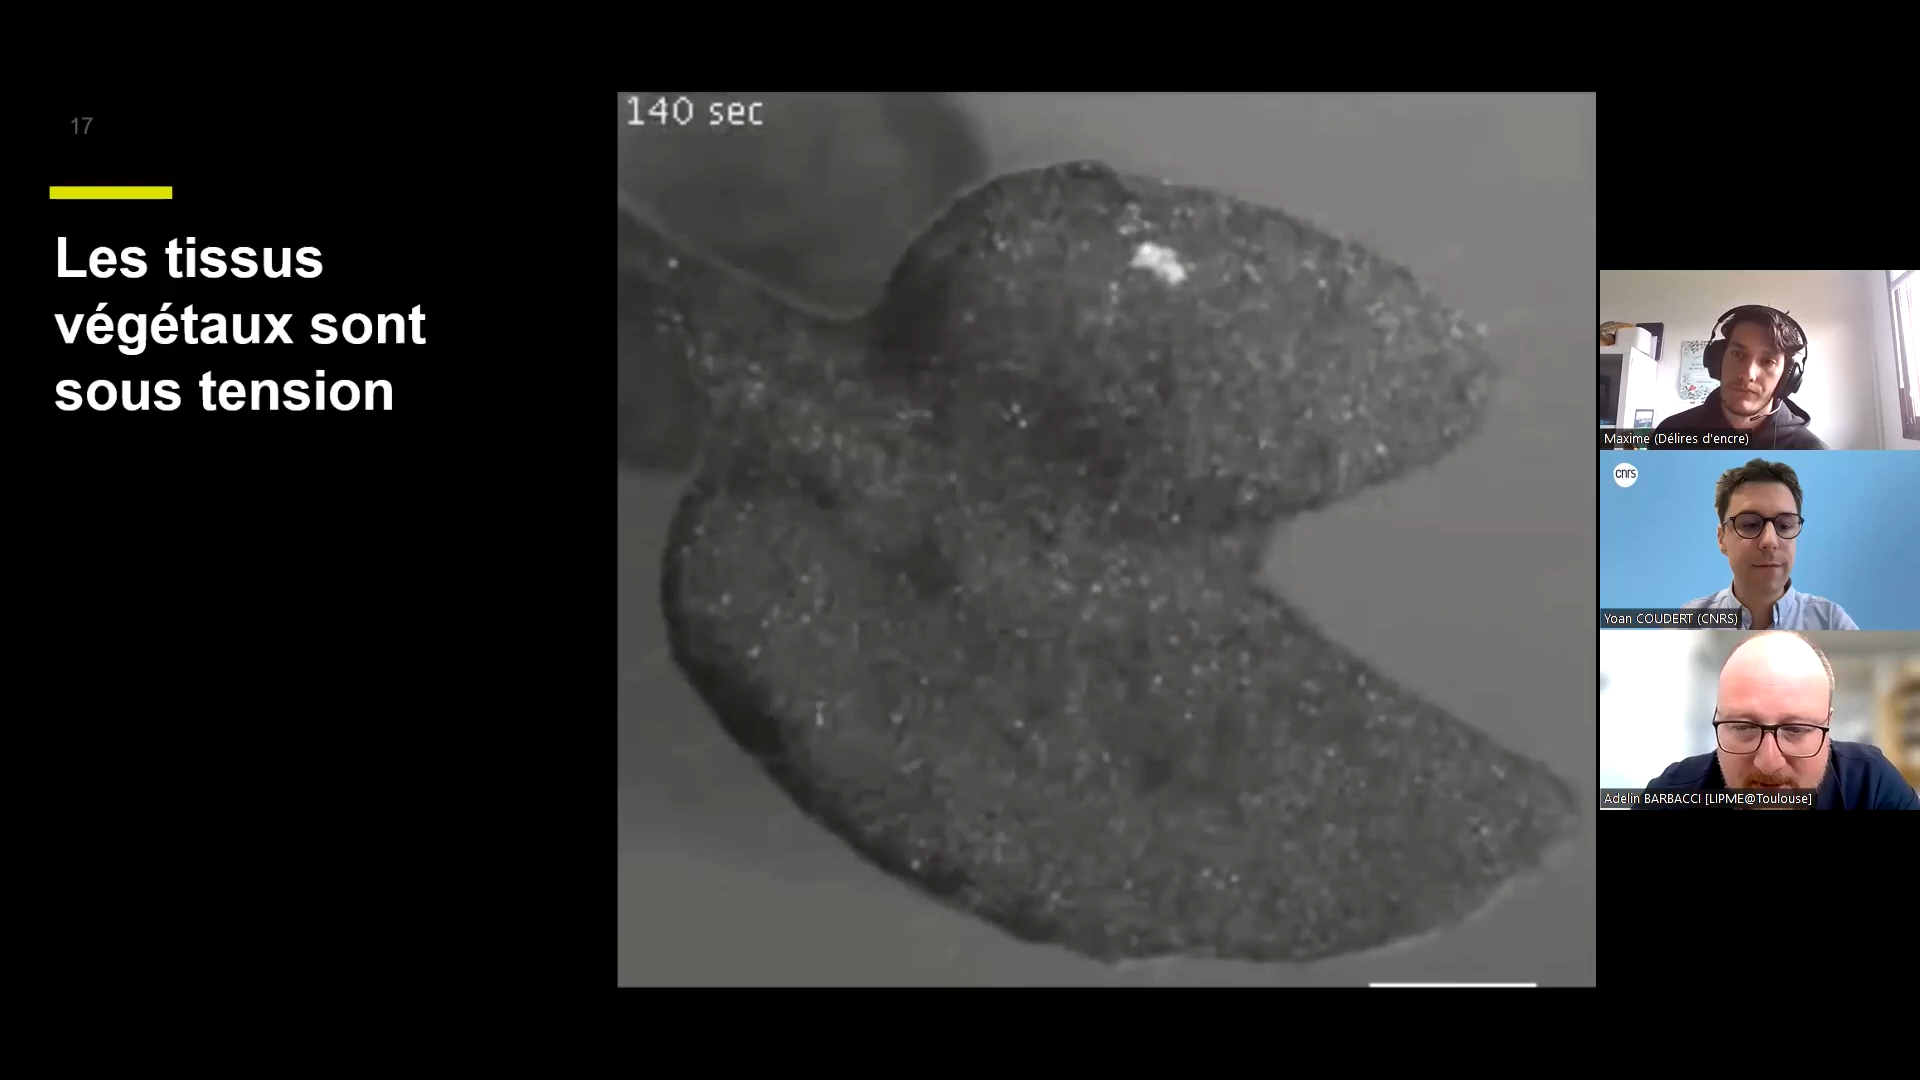 17
Les tissus
végétaux sont
sous tension
140 sec
Maxime (Délires d'encre)
cnrs
Yoan COUDERT (CNRS)
Adelin BARBACCI [LIPME@Toulouse]